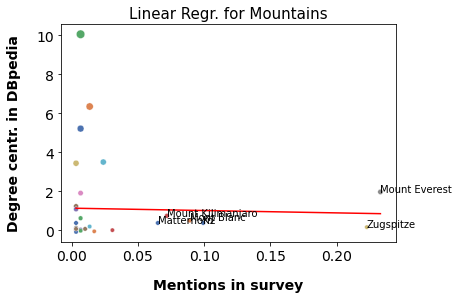 Linear Regr. for Mountains
Degree centr. in DBpedia
10
8
6
4
2
0
Mount Everest
Mount Kilimanjaro
Mont Blanc
Matterhorn
K2
Zugspitze
0.00
0.05
0.10
0.15
0.20
Mentions in survey